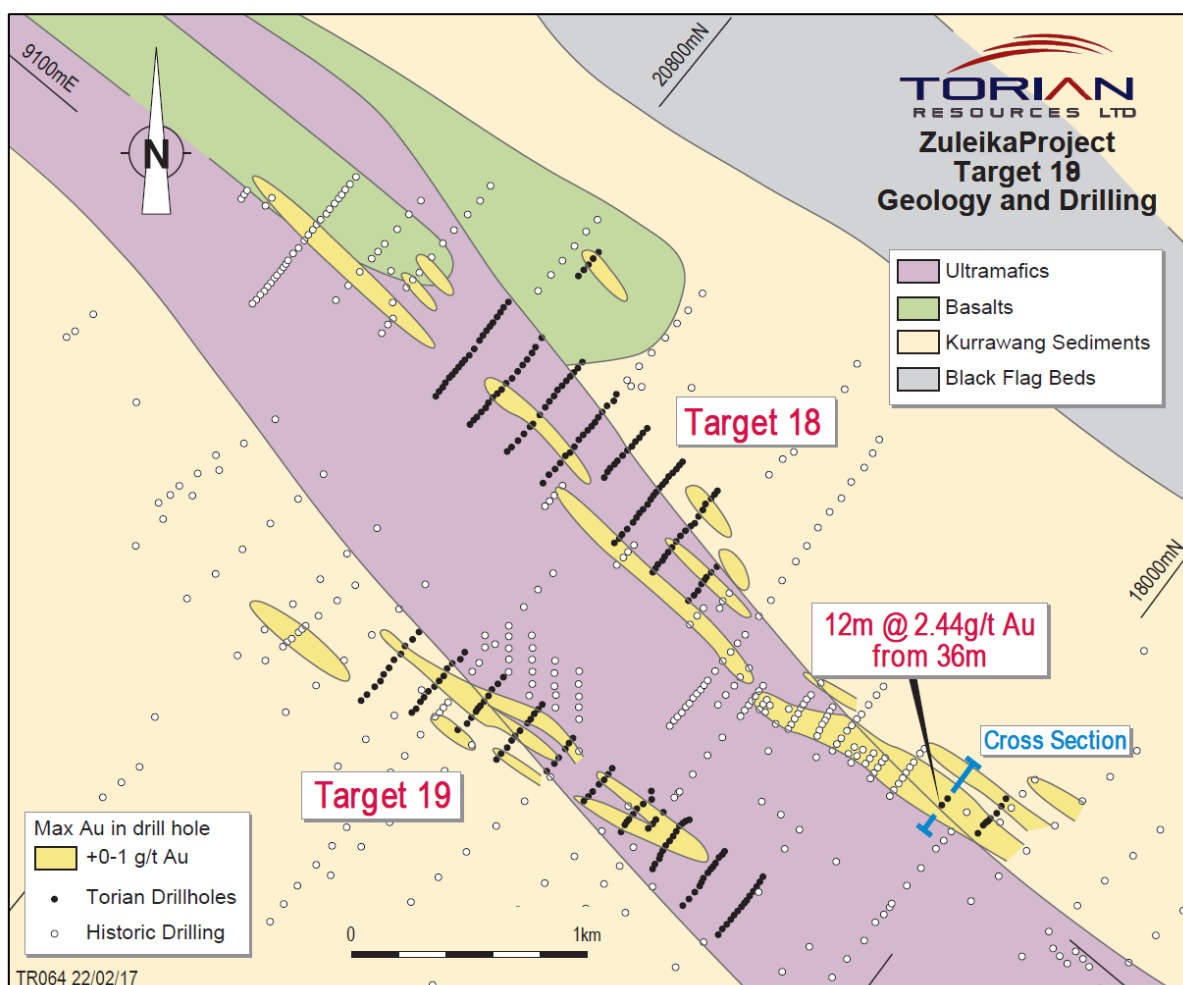 9100mE
20800mN
TORIAN
RESOURCES LTD
ZuleikaProject
Target 19
Geology and Drilling
N
Ultramafics
Basalts
Kurrawang Sediments
Black Flag Beds
Target 18
18000mN
12m @ 2.44g/t Au
from 36m
Cross Section
Target 19
Max Au in drill hole
+0-1 g/t Au
Torian Drillholes
Historic Drilling
0
1km
TR064 22/02/17